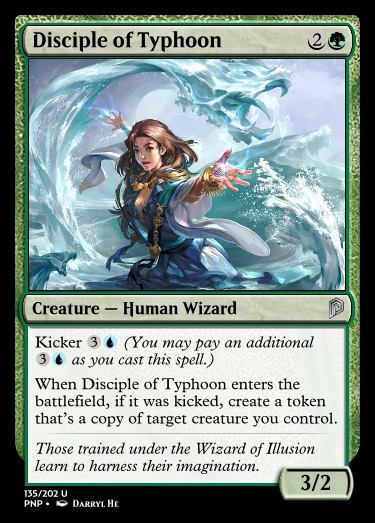 Disciple of Typhoon 2
Creature — Human Wizard
Kicker 3 (You may pay an additional
3 as you cast this spell.)
When Disciple of Typhoon enters the
battlefield, if it was kicked, create a token
that's a copy of target creature you control.
Those trained under the Wizard of Illusion
learn to harness their imagination.
3/2
135/202 U
PNP • Darryl He